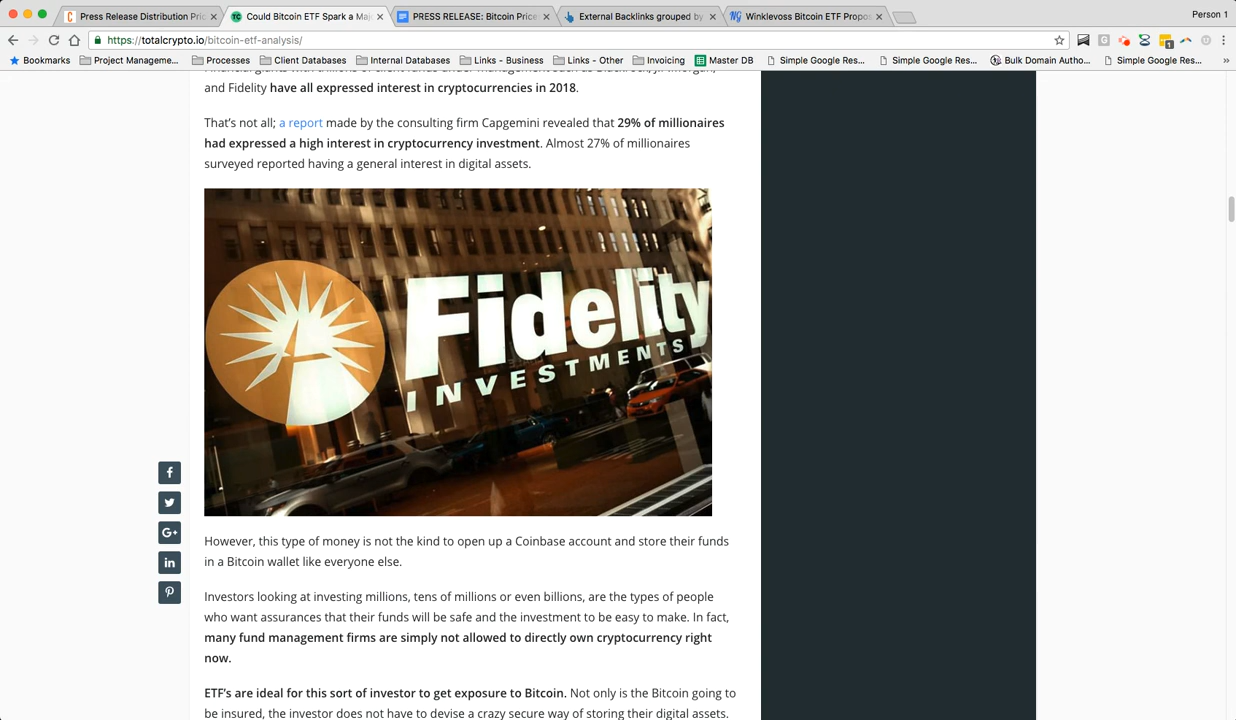 Press Release Distribution Pric
Could Bitcoin ETF Spark a Majo
PRESS RELEASE: Bitcoin Price
External Backlinks grouped by
Winklevoss Bitcoin ETF Propos
Person 1
https://totalcrypto.io/bitcoin-etf-analysis/
Bookmarks
Project Manageme...
Processes
Client Databases
Internal Databases
Links - Business
Links - Other
Invoicing
Master DB
Simple Google Res...
Simple Google Res...
Bulk Domain Autho...
Simple Google Res...
and Fidelity have all expressed interest in cryptocurrencies in 2018.
That's not all; a report made by the consulting firm Capgemini revealed that 29% of millionaires
had expressed a high interest in cryptocurrency investment. Almost 27% of millionaires
surveyed reported having a general interest in digital assets.
Fidelity
INVESTMENTS
However, this type of money is not the kind to open up a Coinbase account and store their funds
in a Bitcoin wallet like everyone else.
Investors looking at investing millions, tens of millions or even billions, are the types of people
who want assurances that their funds will be safe and the investment to be easy to make. In fact,
many fund management firms are simply not allowed to directly own cryptocurrency right
now.
ETF's are ideal for this sort of investor to get exposure to Bitcoin. Not only is the Bitcoin going to
be insured, the investor does not have to devise a crazy secure way of storing their digital assets.